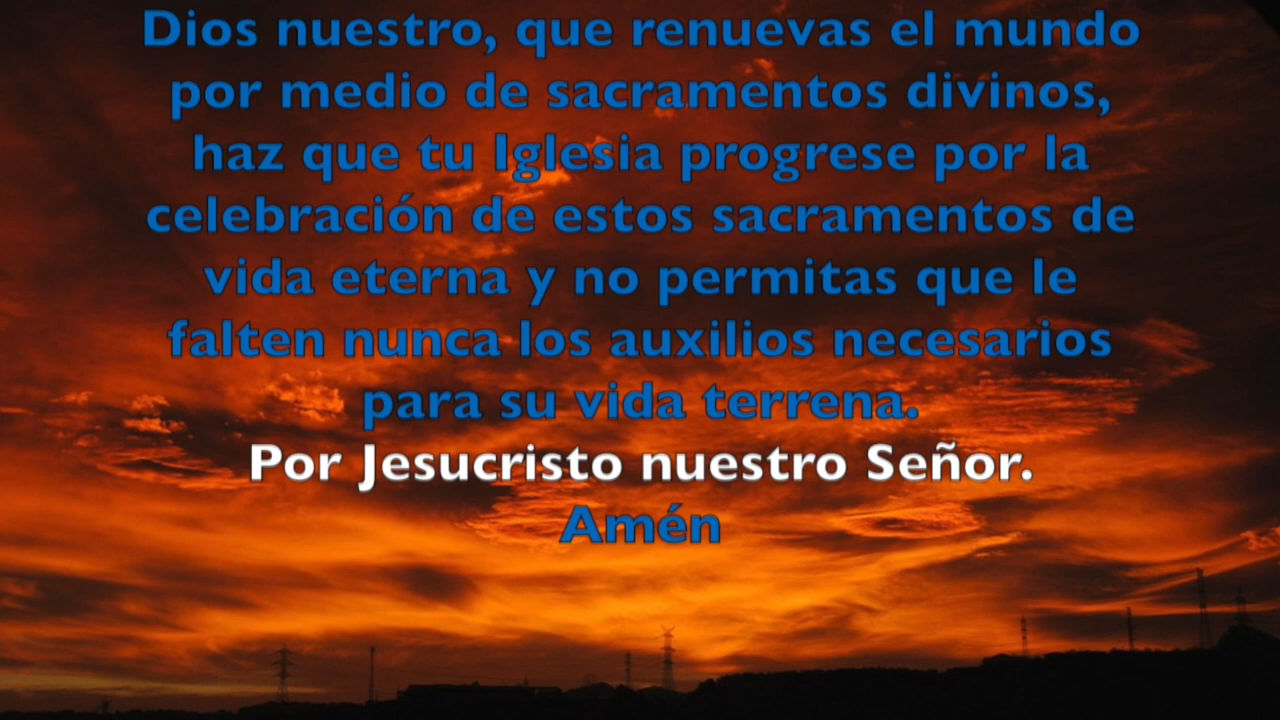 Dios nuestro, que renuevas el mundo
por medio de sacramentos divinos,
haz que tu Iglesia progrese por la
celebración de estos sacramentos de
vida eterna y no permitas que le
falten nunca los auxilios necesarios
para su vida terrena.
Por Jesucristo nuestro Señor.
Amén